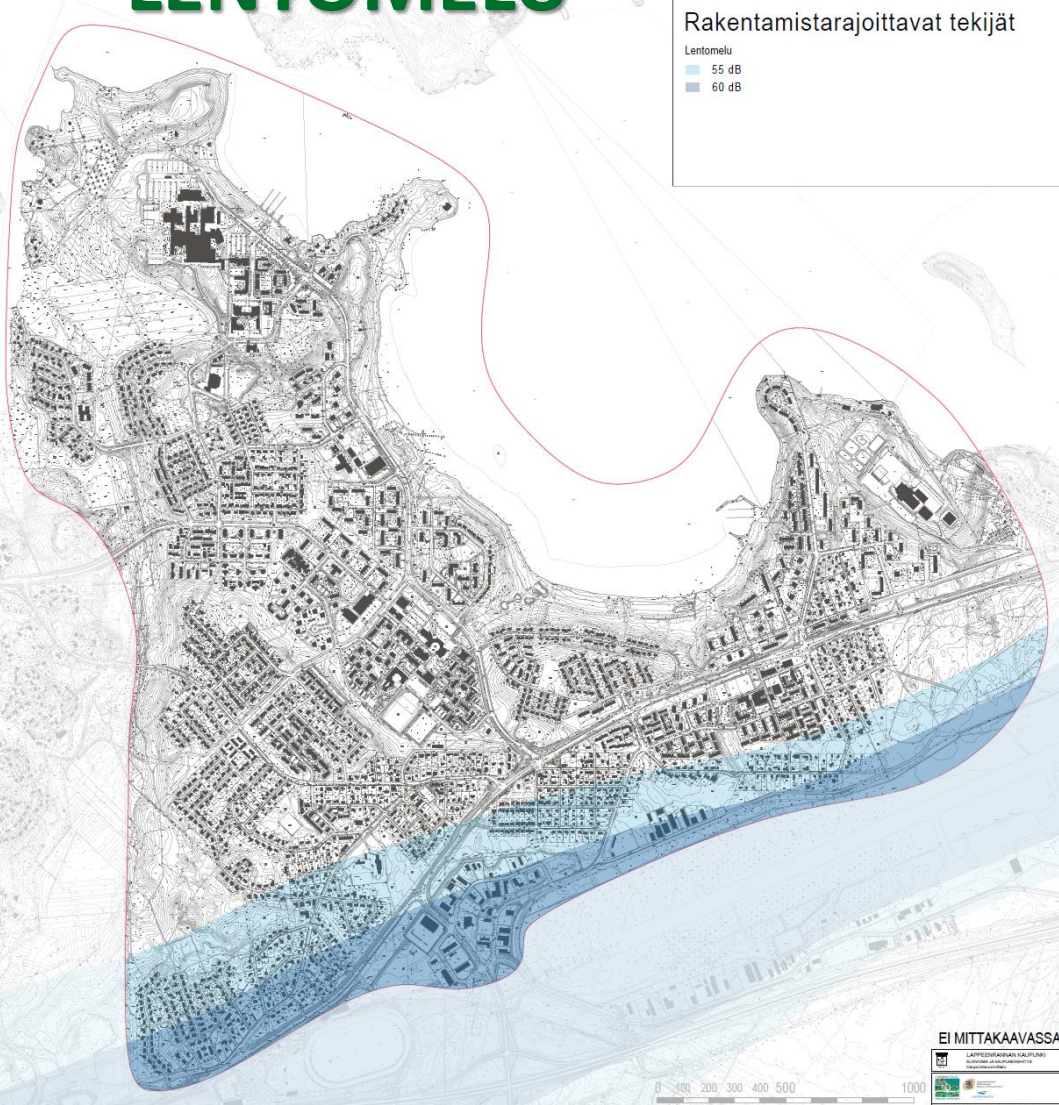 LENTOMELU
Rakentamistarajoittavat tekijät
Lentomelu
55 dB
60 dB
EI MITTAKAAVASSA
LAPPEENRANNAN KAUPUNKI
0 100 200 300 400 500 1000